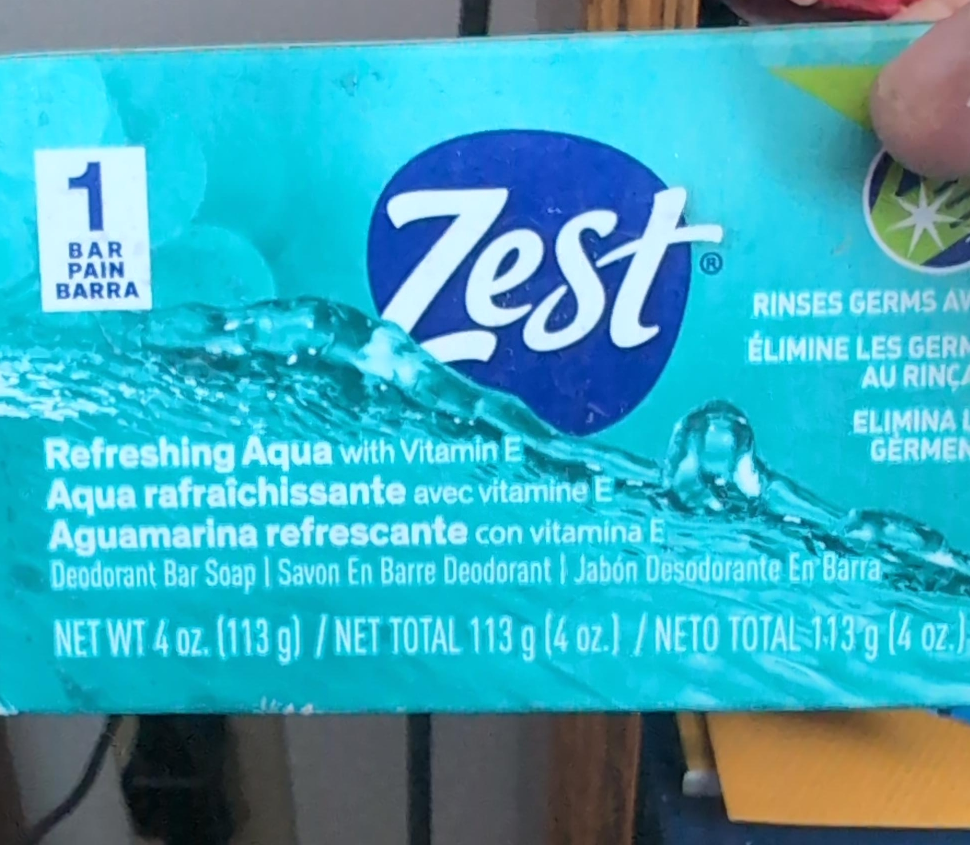 1
BAR
PAIN
BARRA
Zest®
RINSES GERMS
ÉLIMINE LES
AU
ELIMINA
Refreshing Aqua with Vitamin E
Aqua rafraîchissante avec vitamine E
Aguamarina refrescante con vitamina E
Deodorant Bar Soap | Savon En Barre Deodorant | Jabón Desodorante En Barra
NET WT 4 oz. (113 g) / NET TOTAL 113 g (4 oz.) / NETO TOTAL 113 g (4 oz.)